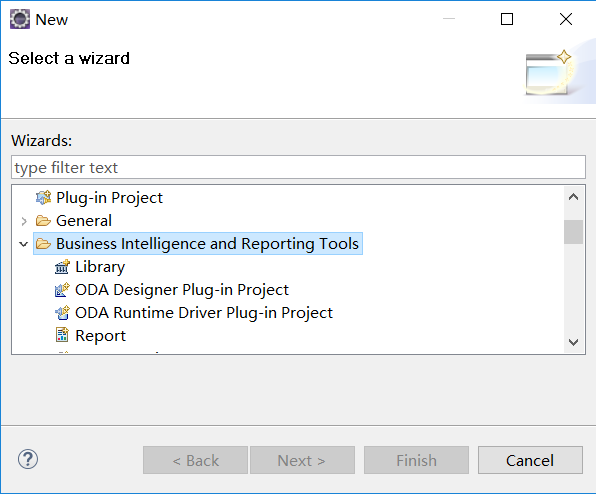 New
Select a wizard
Wizards:
type filter text
Plug-in Project
General
Business Intelligence and Reporting Tools
Library
ODA Designer Plug-in Project
ODA Runtime Driver Plug-in Project
Report
?
< Back
Next >
Finish
Cancel